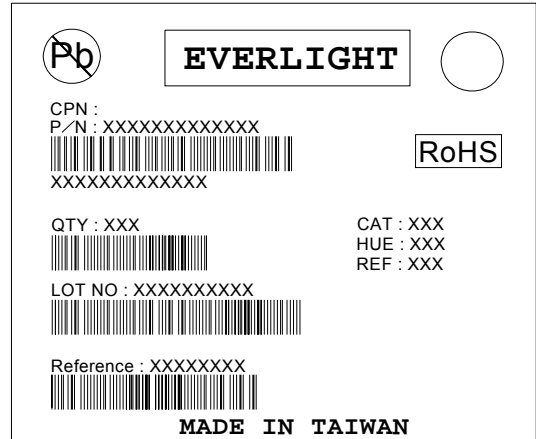 Pb
EVERLIGHT
CPN :
P/N : XXXXXXXXXXXXX
RoHS
XXXXXXXXXXXXX
QTY : XXX
CAT : XXX
HUE : XXX
REF : XXX
LOT NO : XXXXXXXXXX
Reference : XXXXXXXX
MADE IN TAIWAN